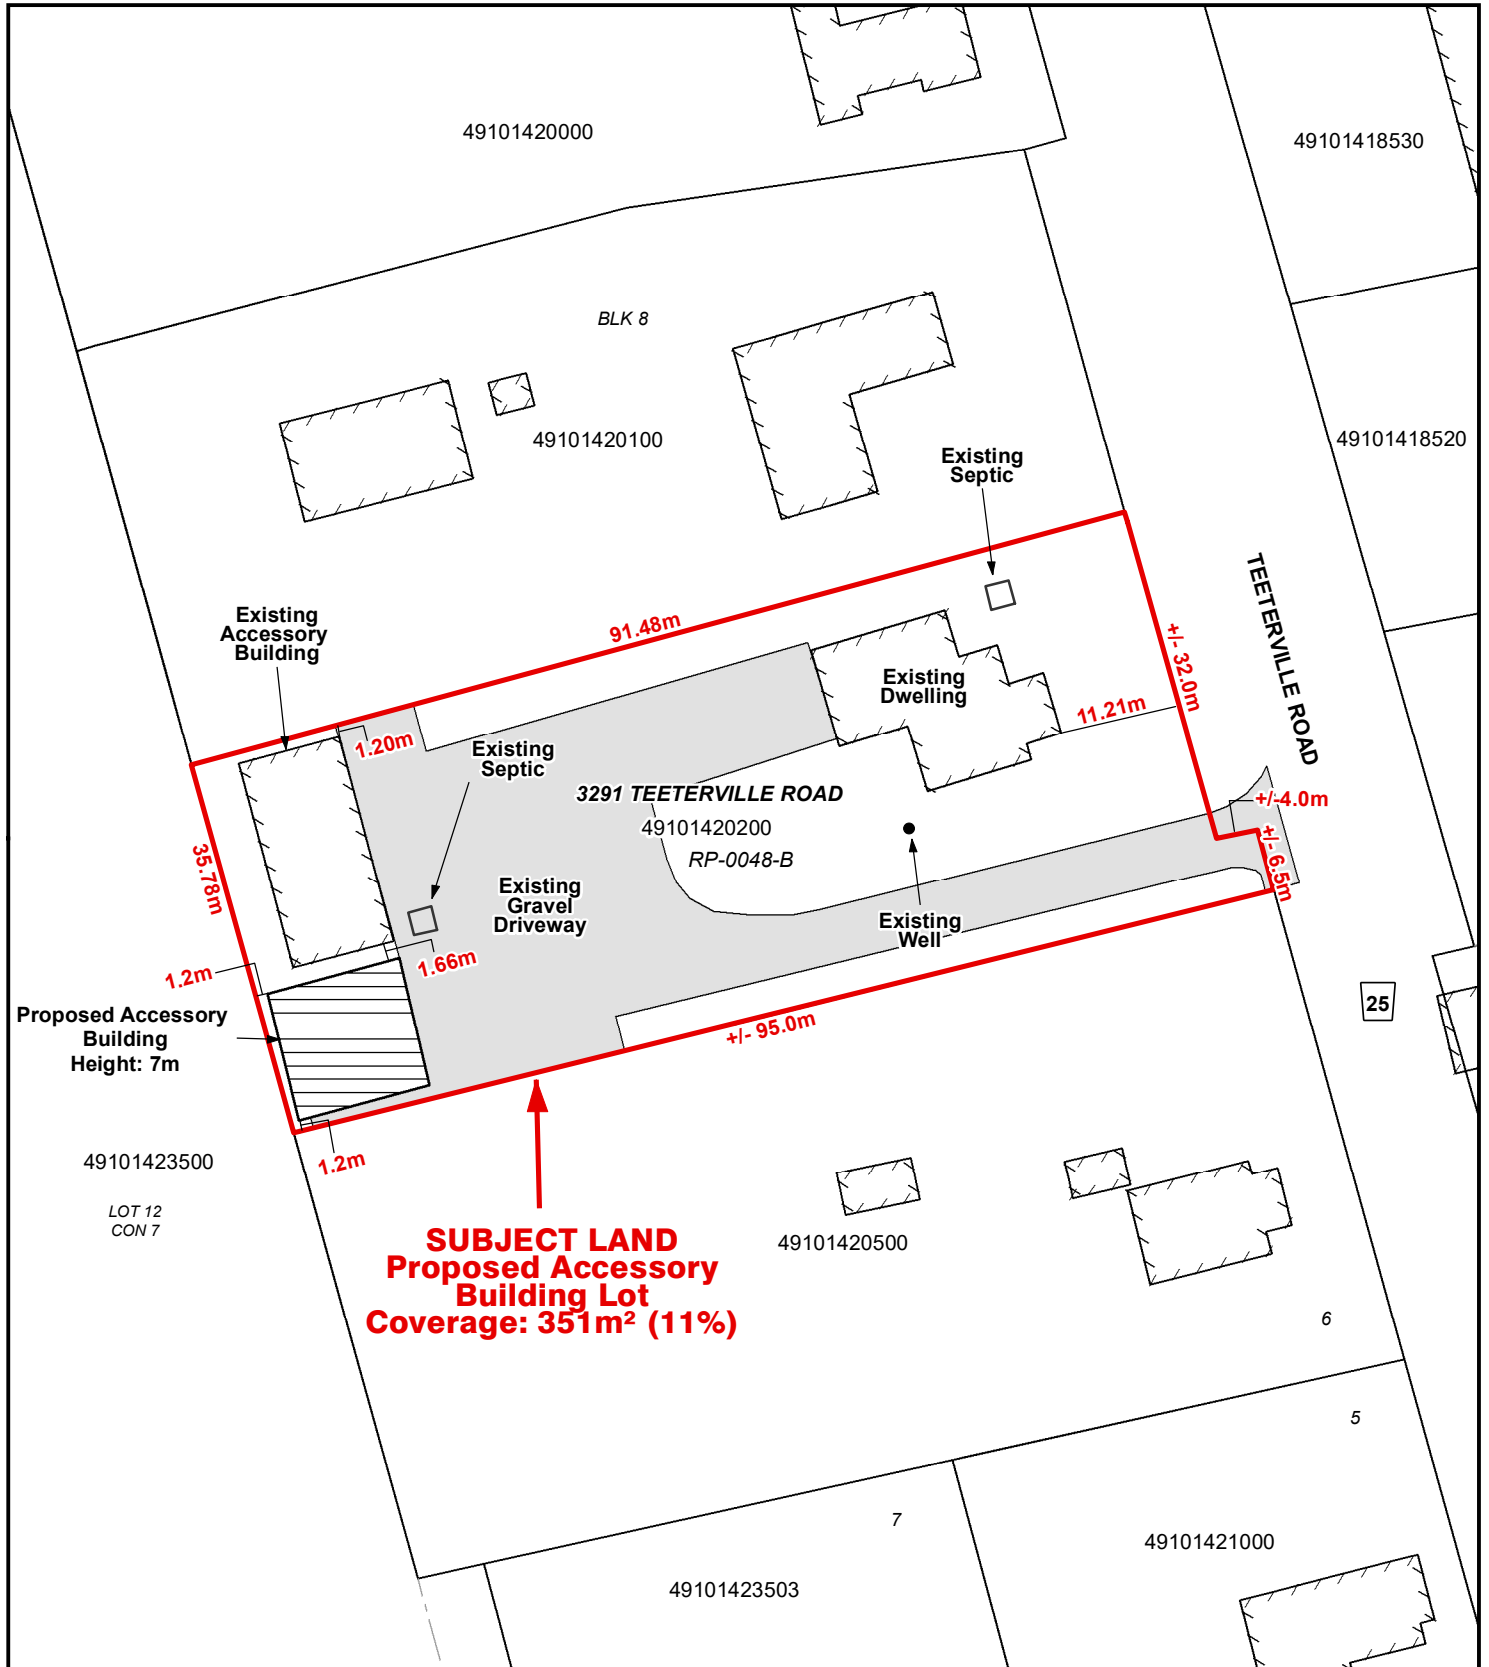 49101420000
49101418530
BLK 8
49101420100
49101418520
Existing
Septic
TEETERVILLE ROAD
Existing
Accessory
Building
91.48m
+/- 32.0m
Existing
Dwelling
11.21m
1.20m
Existing
Septic
3291 TEETERVILLE ROAD
49101420200
RP-0048-B
+/-4.0m
+/- 6.5m
35.78m
Existing
Gravel
Driveway
Existing
Well
1.66m
1.2m
Proposed Accessory
Building
Height: 7m
+/- 95.0m
25
49101423500
1.2m
LOT 12
CON 7
SUBJECT LAND
Proposed Accessory
Building Lot
Coverage: 351m² (11%)
49101420500
6
5
7
49101421000
49101423503